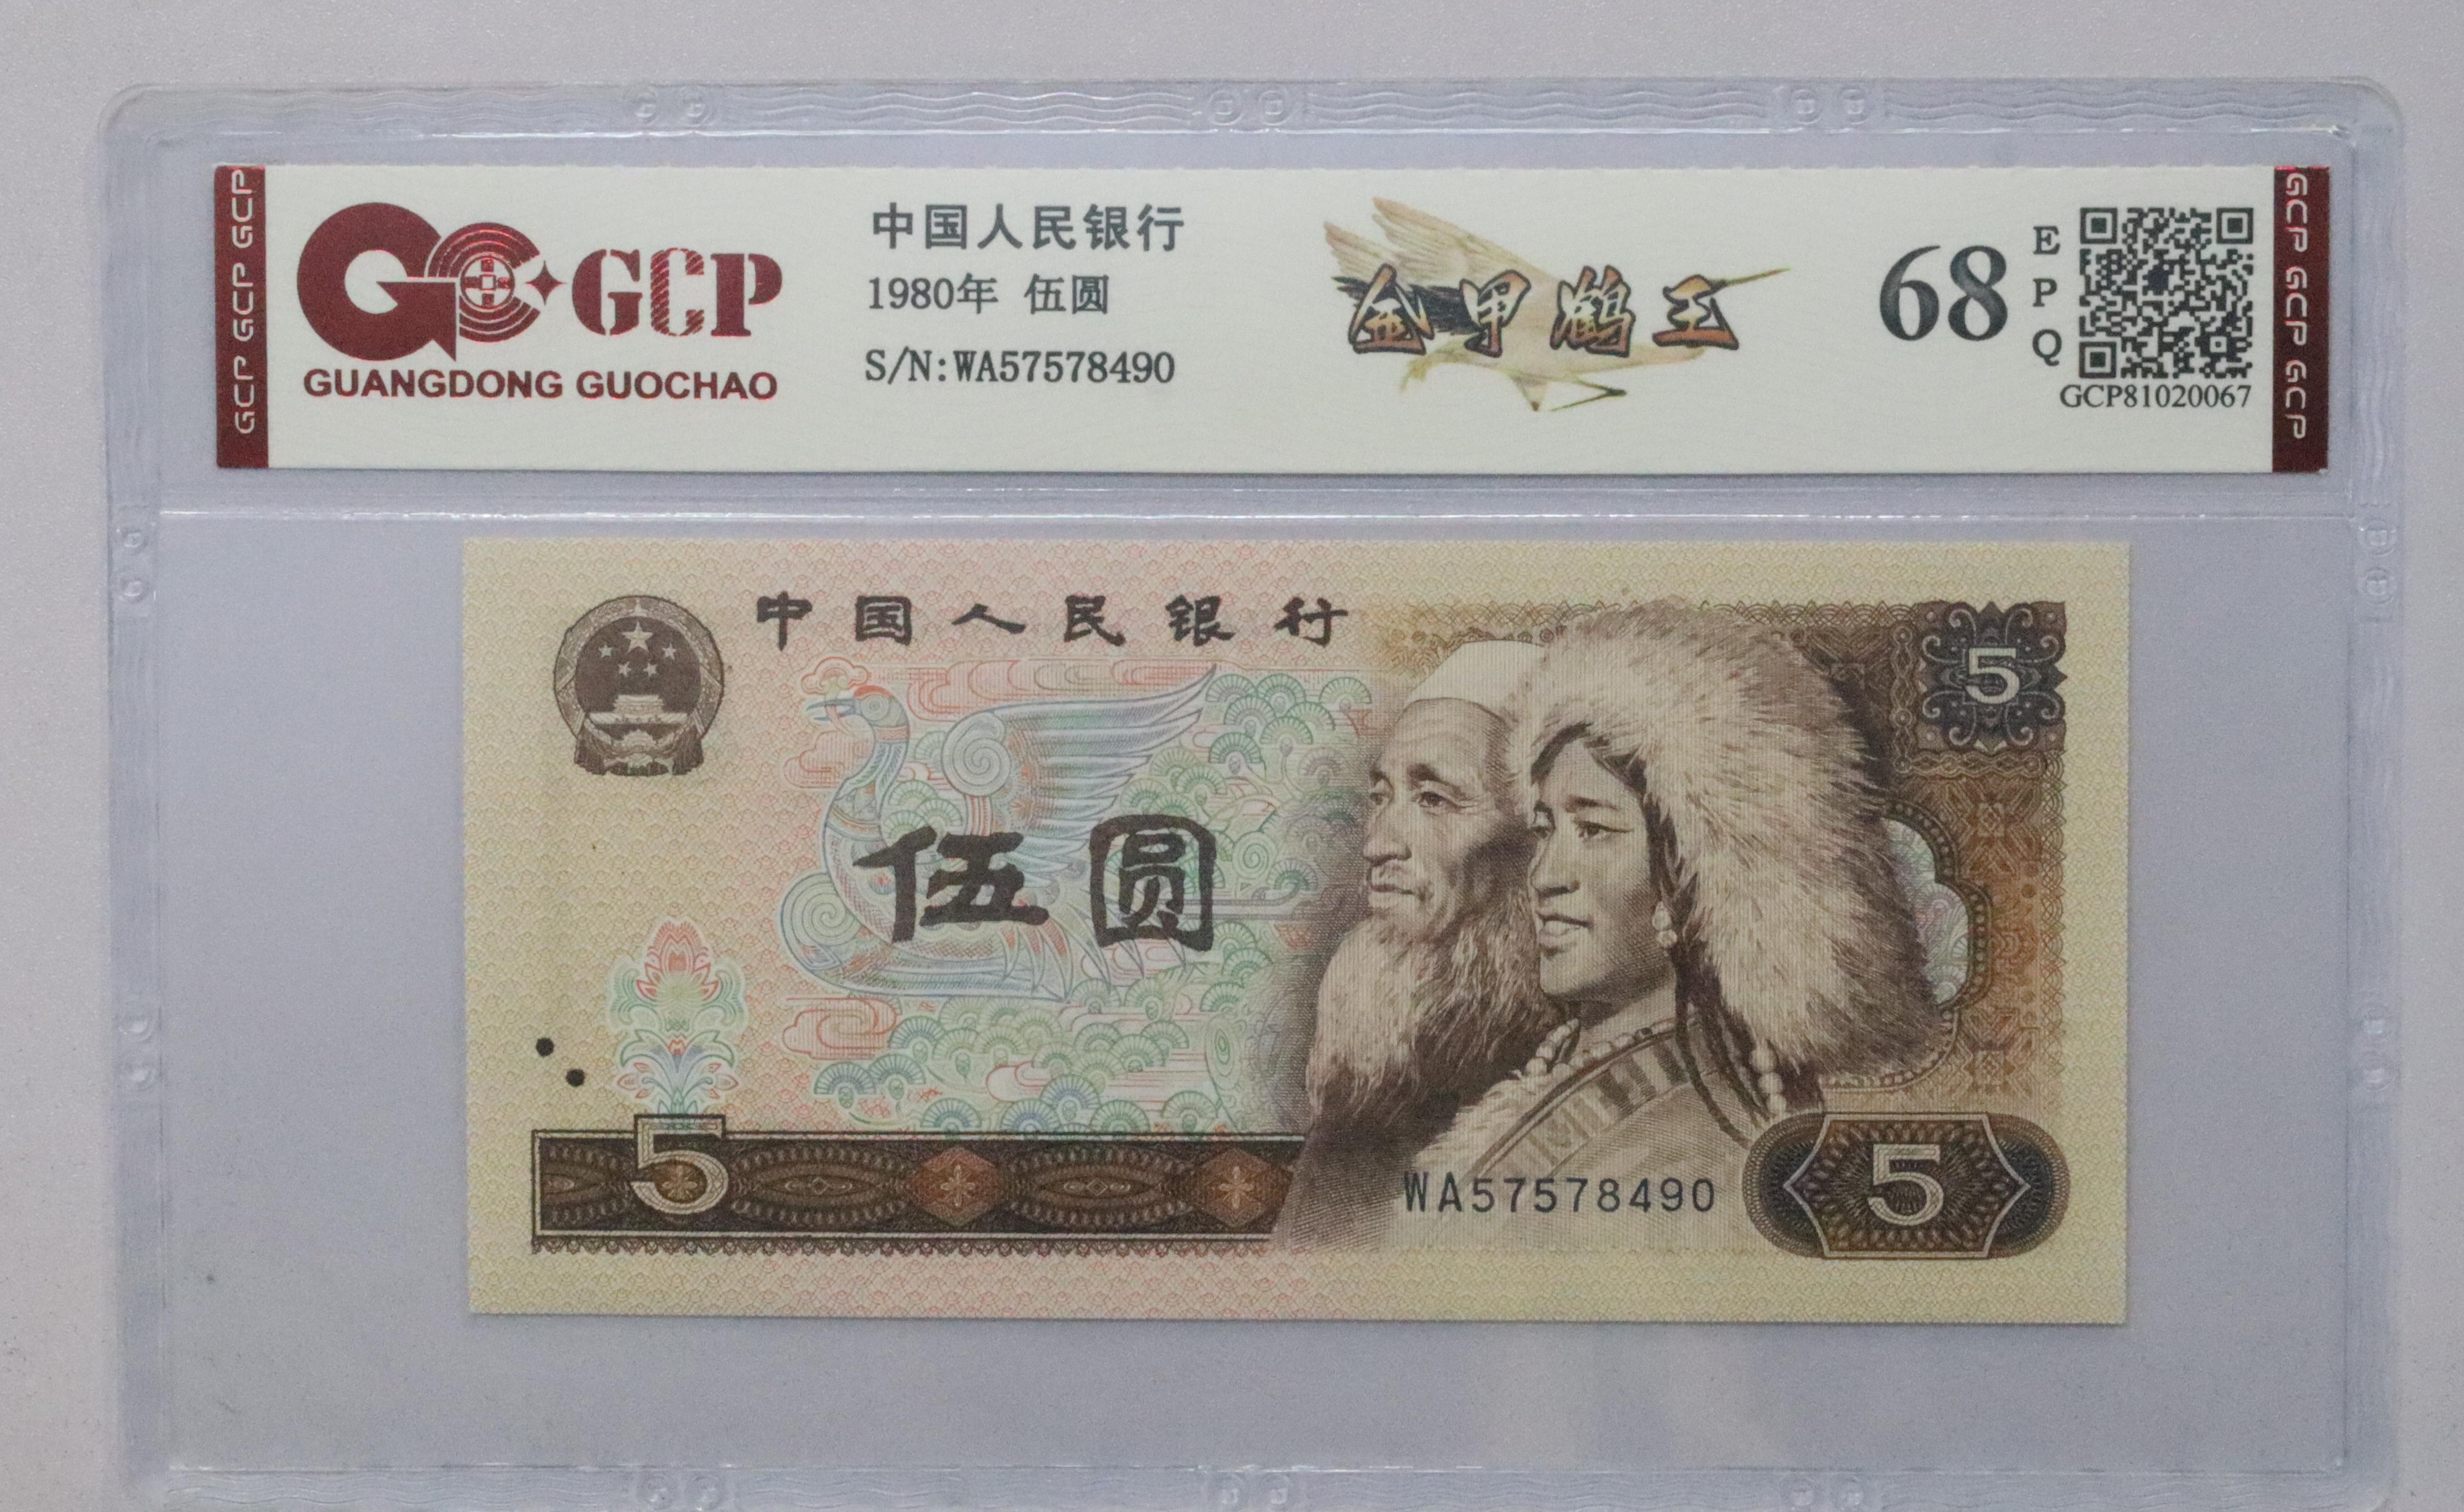 GCP GCP GCP
GCP
GUANGDONG GUOCHAO
中国人民银行
1980年 伍圆
S/N:WA57578490
金甲鹤王
68
E
P
Q
GCP81020067
GCP GCP GCP
中国人民银行
5
伍圆
5
WA57578490
5